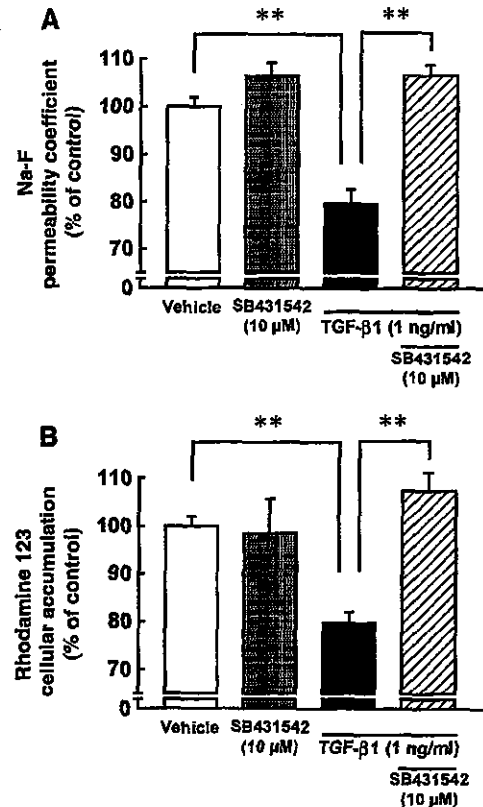 A
** **
110
100
90
80
70
0
Na-F
permeability coefficient
(% of control)
Vehicle SB431542
(10 µM)
TGF-β1 (1 ng/ml)
SB431542
(10 µM)
B
** **
110
100
90
80
70
0
Rhodamine 123
cellular accumulation
(% of control)
Vehicle SB431542
(10 µM)
TGF-β1 (1 ng/ml)
SB431542
(10 µM)